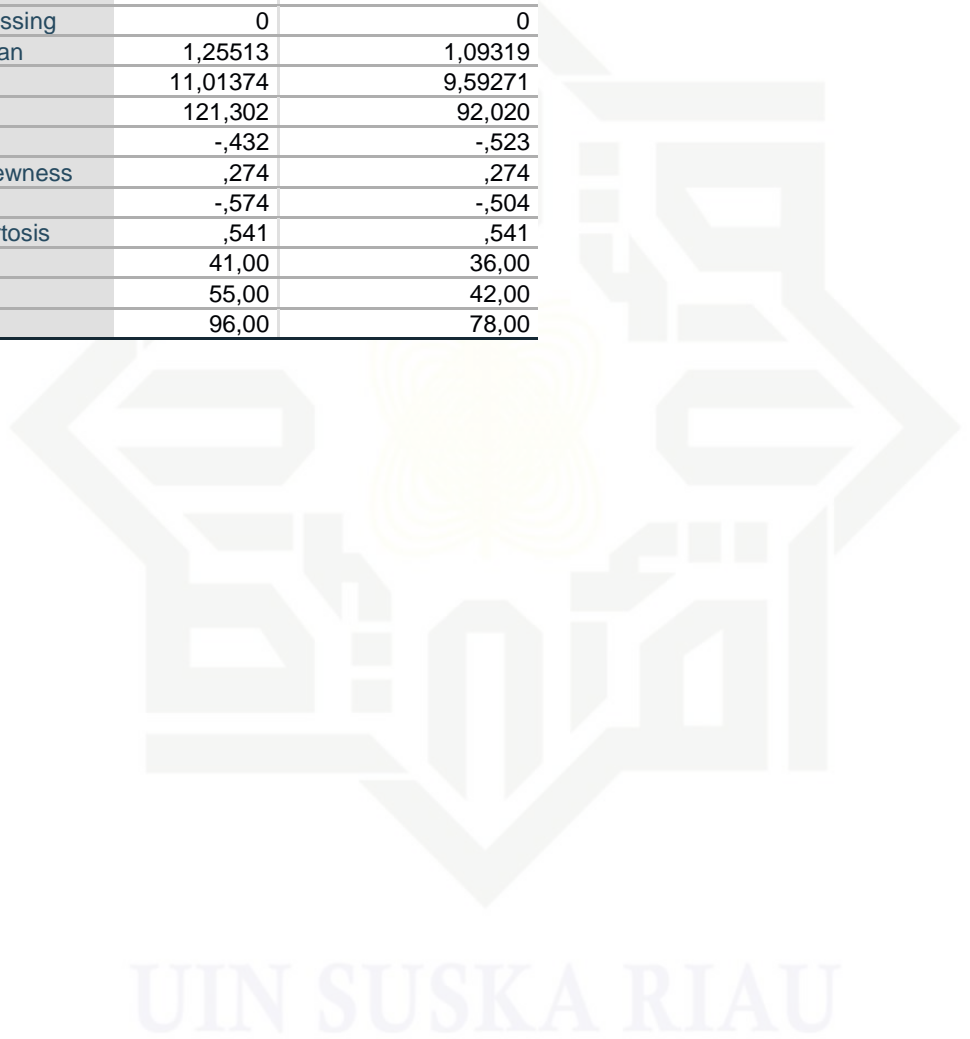 ssing 0 0
an 1,25513 1,09319
11,01374 9,59271
121,302 92,020
-,432 -,523
ewness ,274 ,274
-,574 -,504
tosis ,541 ,541
41,00 36,00
55,00 42,00
96,00 78,00
UIN SUSKA RIAU